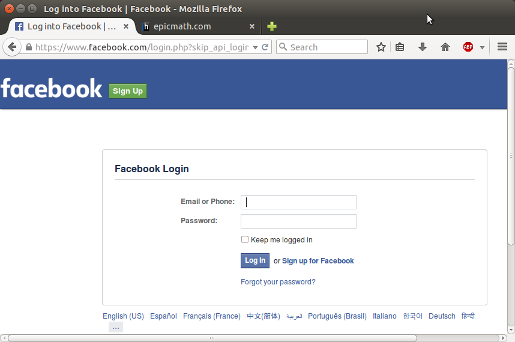 Log into Facebook | Facebook - Mozilla Firefox
Log into Facebook | ...
epicmath.com
https://www.facebook.com/login.php?skip_api_login
Search
ABP
facebook
Sign Up
Facebook Login
Email or Phone:
Password:
Keep me logged in
Log In or Sign up for Facebook
Forgot your password?
English (US) Español Français (France) 中文(简体) العربية Português (Brasil) Italiano 한국어 Deutsch हिन्दी
...